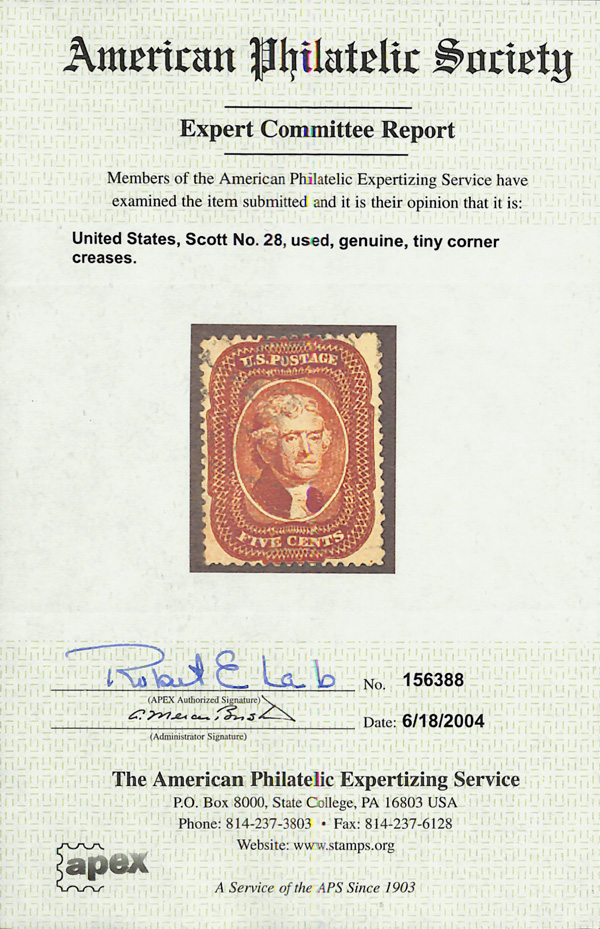 American Philatelic Society
Expert Committee Report
Members of the American Philatelic Expertizing Service have
examined the item submitted and it is their opinion that it is:
United States, Scott No. 28, used, genuine, tiny corner
creases.
U.S. POSTAGE
FIVE CENTS
Robert E Lamb
No. 156388
(APEX Authorized Signature)
Date: 6/18/2004
(Administrator Signature)
The American Philatelic Expertizing Service
P.O. Box 8000, State College, PA 16803 USA
Phone: 814-237-3803 • Fax: 814-237-6128
Website: www.stamps.org
apex
A Service of the APS Since 1903